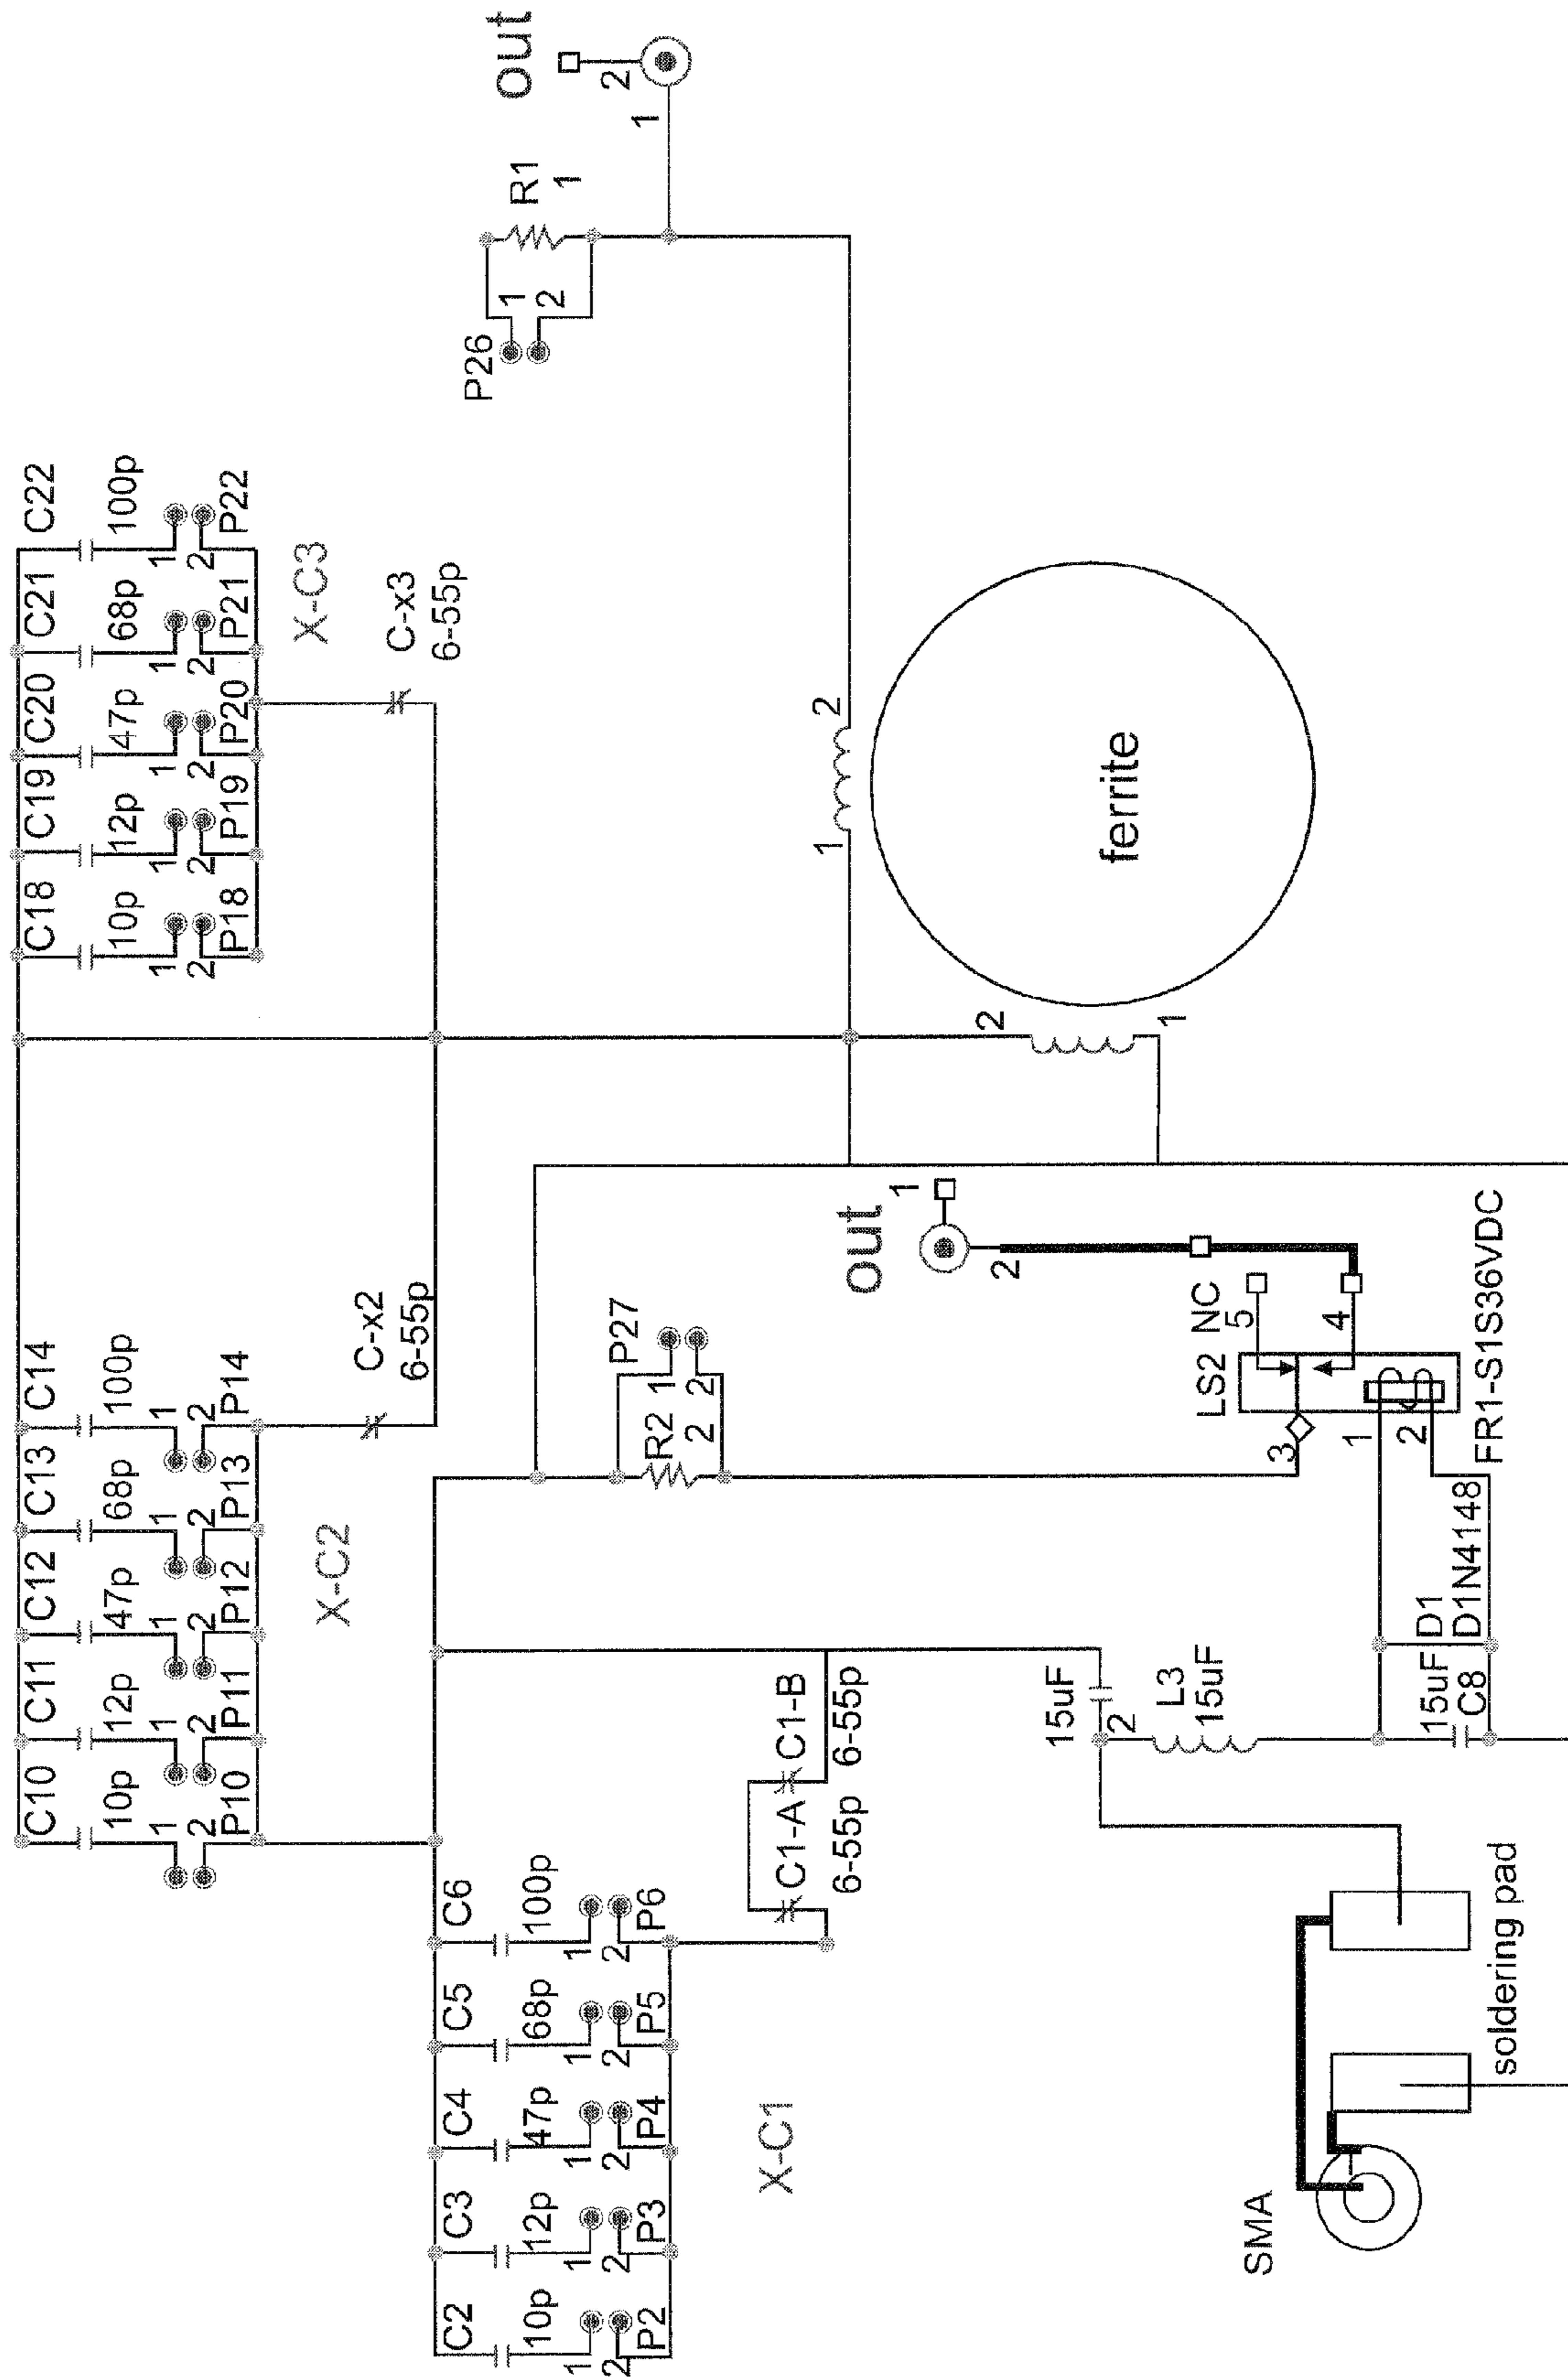 C2
10p
1
2
P2
C3
12p
1
2
P3
C4
47p
1
2
P4
C5
68p
1
2
P5
C6
100p
1
2
P6
X-C1
C1-A
6-55p
C1-B
6-55p
C10
10p
1
2
P10
C11
12p
1
2
P11
C12
47p
1
2
P12
C13
68p
1
2
P13
C14
100p
1
2
P14
X-C2
C-x2
6-55p
C18
10p
1
2
P18
C19
12p
1
2
P19
C20
47p
1
2
P20
C21
68p
1
2
P21
C22
100p
1
2
P22
X-C3
C-x3
6-55p
P26
1
2
R1
1
out
2
1
R2
2
P27
1
2
out
1
2
1
2
2
1
ferrite
LS2
NC
5
4
3
1
2
FR1-S1S36VDC
15uF
2
L3
15uF
D1
D1N4148
15uF
C8
SMA
soldering pad